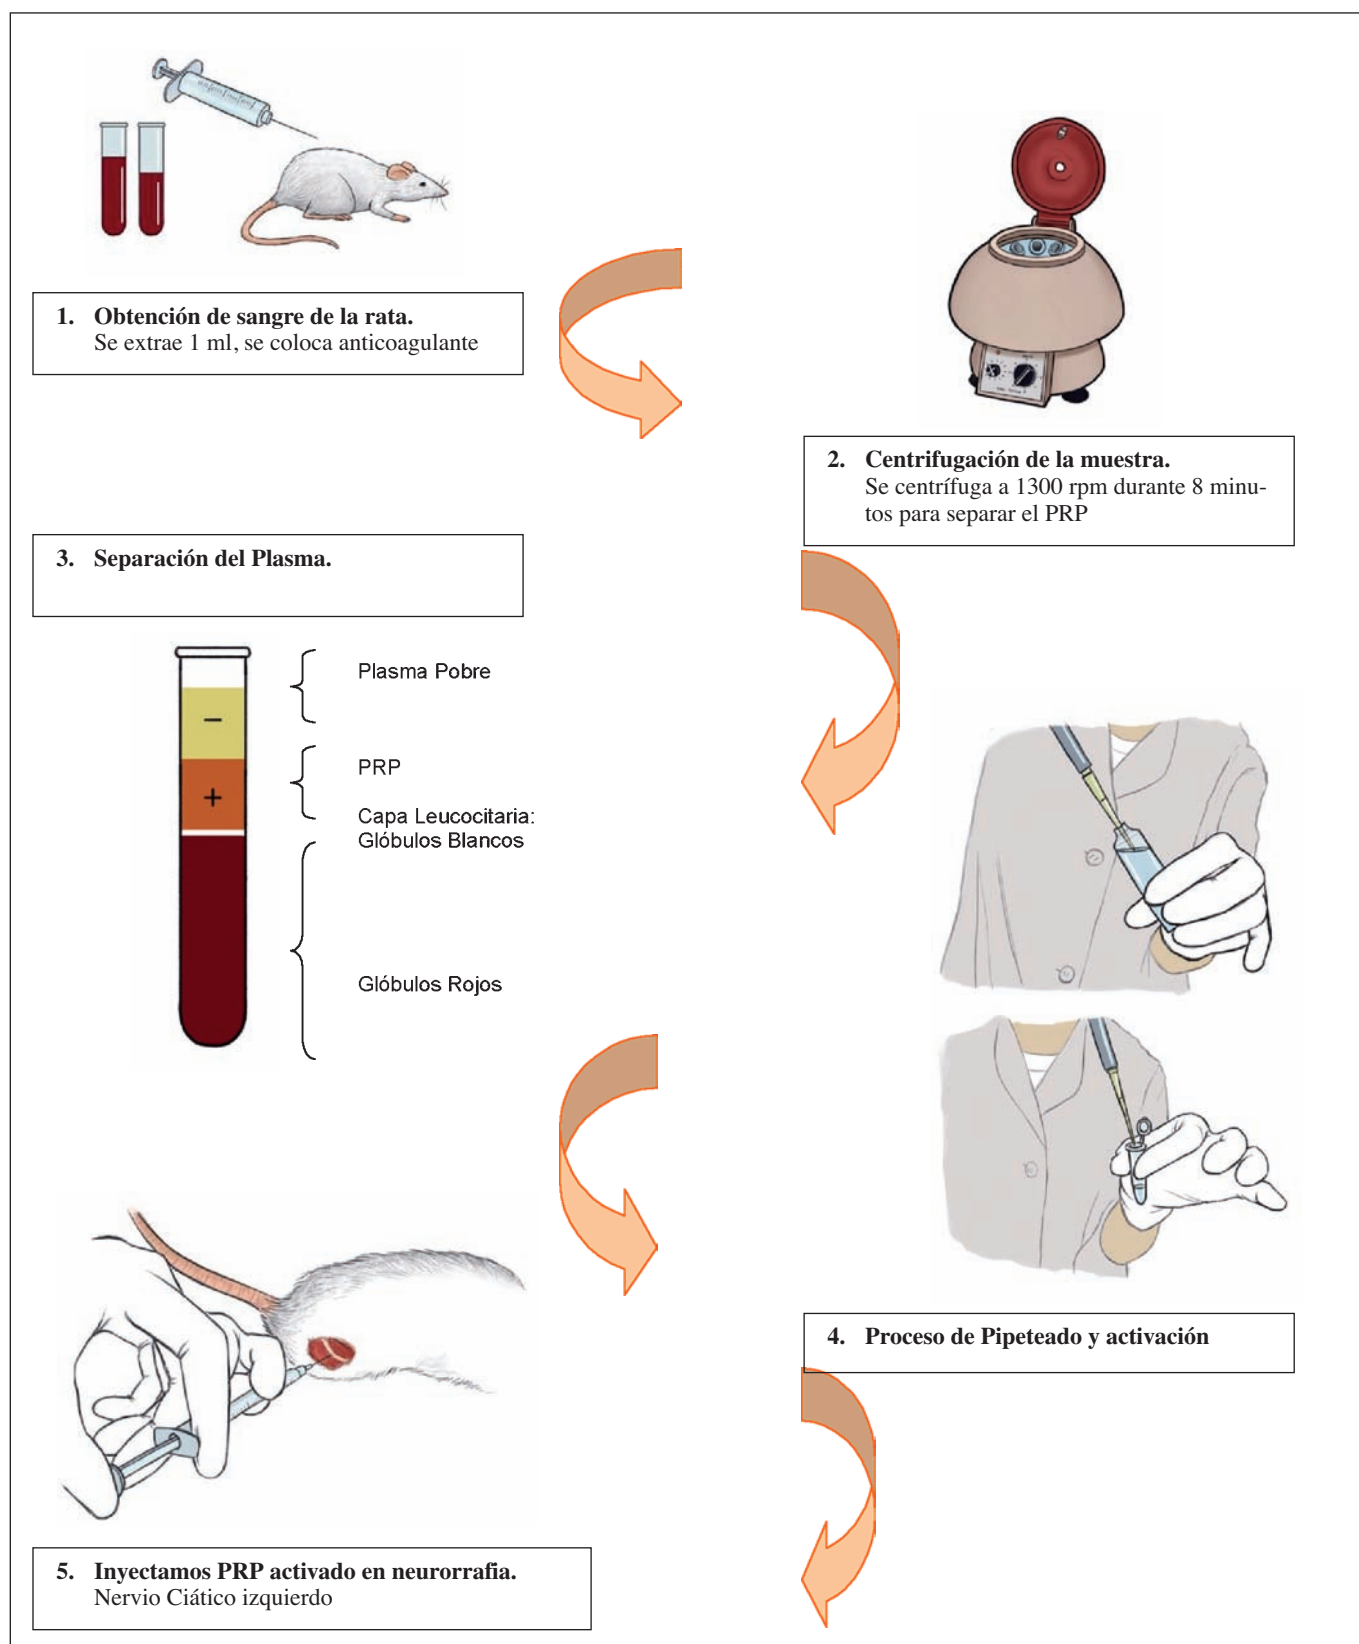 1. Obtención de sangre de la rata.
Se extrae 1 ml, se coloca anticoagulante
2. Centrifugación de la muestra.
Se centrífuga a 1300 rpm durante 8 minu-
tos para separar el PRP
3. Separación del Plasma.
Plasma Pobre
−
PRP
+
Capa Leucocitaria:
Glóbulos Blancos
Glóbulos Rojos
4. Proceso de Pipeteado y activación
5. Inyectamos PRP activado en neurorrafia.
Nervio Ciático izquierdo